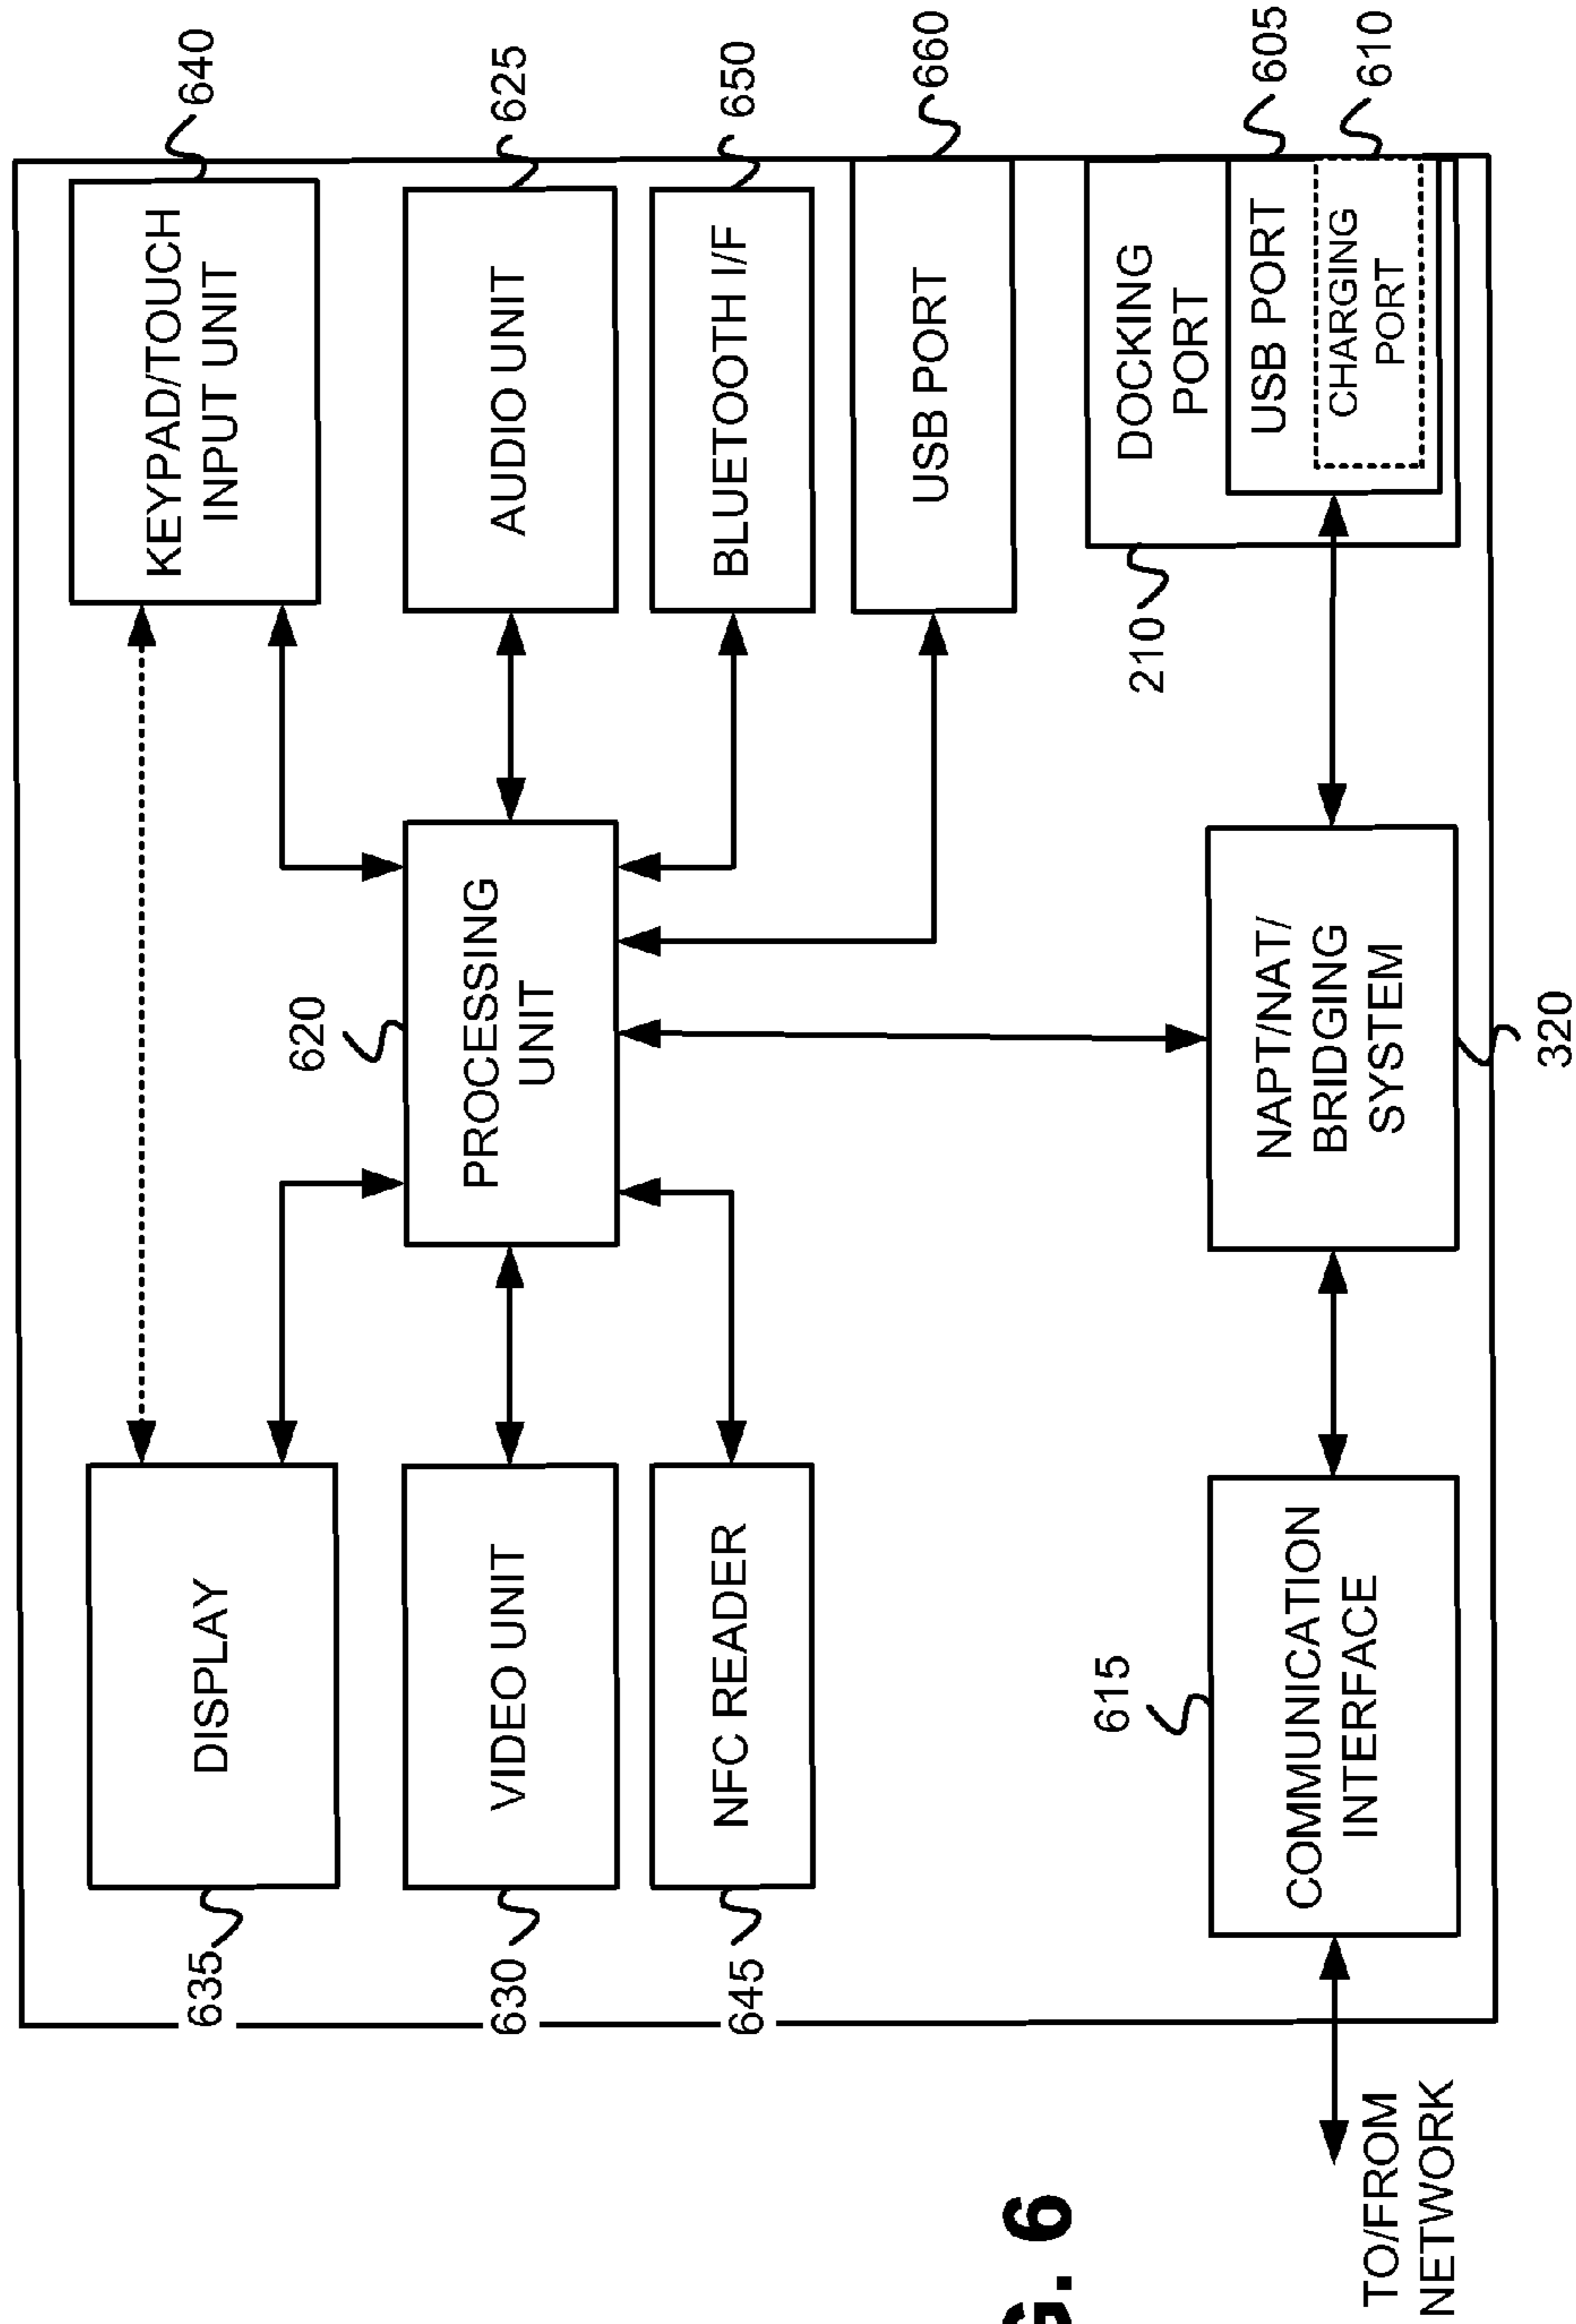 635
DISPLAY
KEYPAD/TOUCH
INPUT UNIT
640
620
630
VIDEO UNIT
PROCESSING
UNIT
AUDIO UNIT
625
645
NFC READER
BLUETOOTH I/F
650
USB PORT
660
615
COMMUNICATION
INTERFACE
NAPT/NAT/
BRIDGING
SYSTEM
320
210
DOCKING
PORT
USB PORT
605
CHARGING
PORT
610
TO/FROM
NETWORK
G. 6